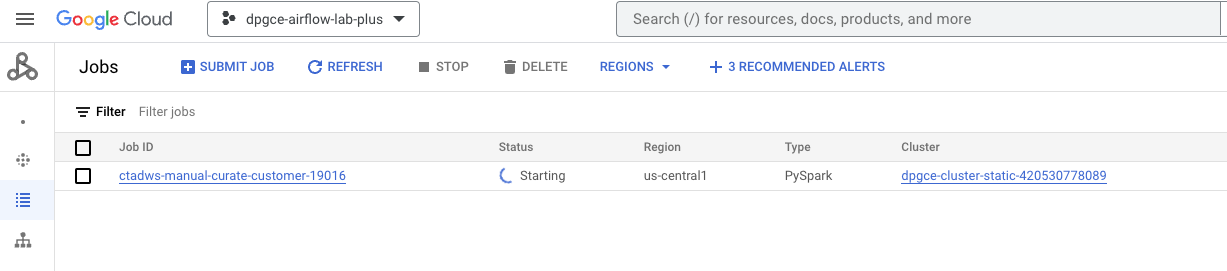 Google Cloud dpgce-airflow-lab-plus Search (/) for resources, docs, products, and more
Jobs SUBMIT JOB REFRESH STOP DELETE REGIONS 3 RECOMMENDED ALERTS
Filter Filter jobs
Job ID Status Region Type Cluster
ctadws-manual-curate-customer-19016 Starting us-central1 PySpark dpgce-cluster-static-420530778089